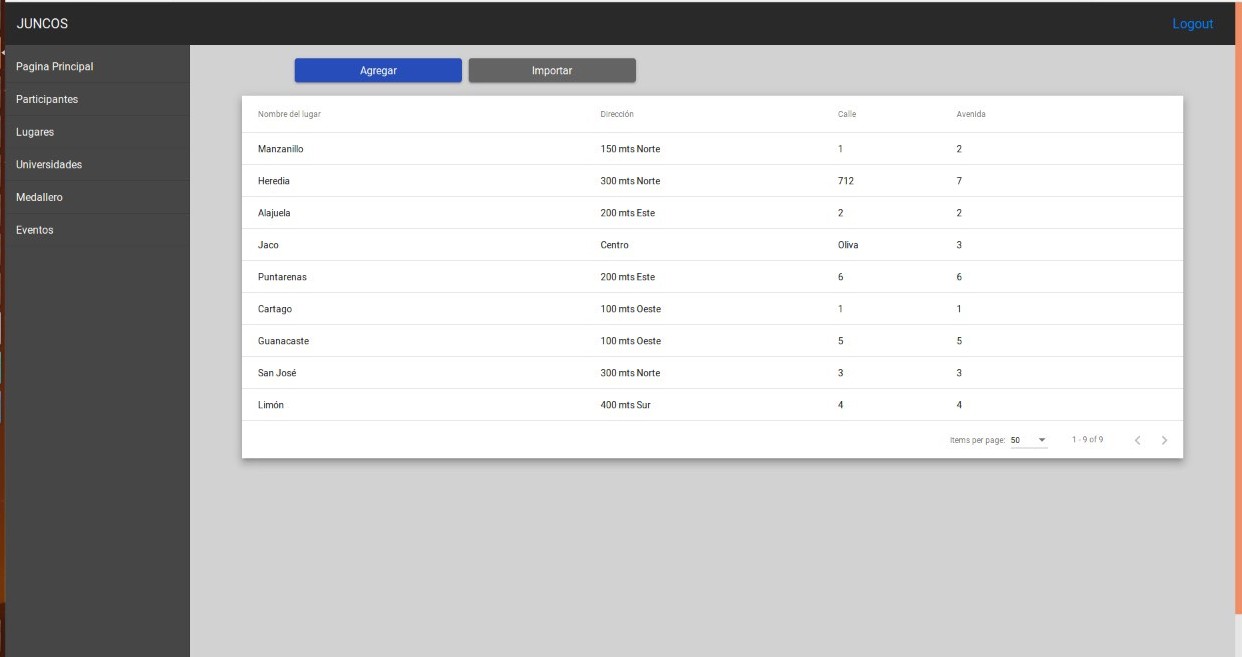 JUNCOS Logout
Pagina Principal
Participantes
Lugares
Universidades
Medallero
Eventos
Agregar Importar
Nombre del lugar Dirección Calle Avenida
Manzanillo 150 mts Norte 1 2
Heredia 300 mts Norte 712 7
Alajuela 200 mts Este 2 2
Jaco Centro Oliva 3
Puntarenas 200 mts Este 6 6
Cartago 100 mts Oeste 1 1
Guanacaste 100 mts Oeste 5 5
San José 300 mts Norte 3 3
Limón 400 mts Sur 4 4
Items per page: 50 1 - 9 of 9